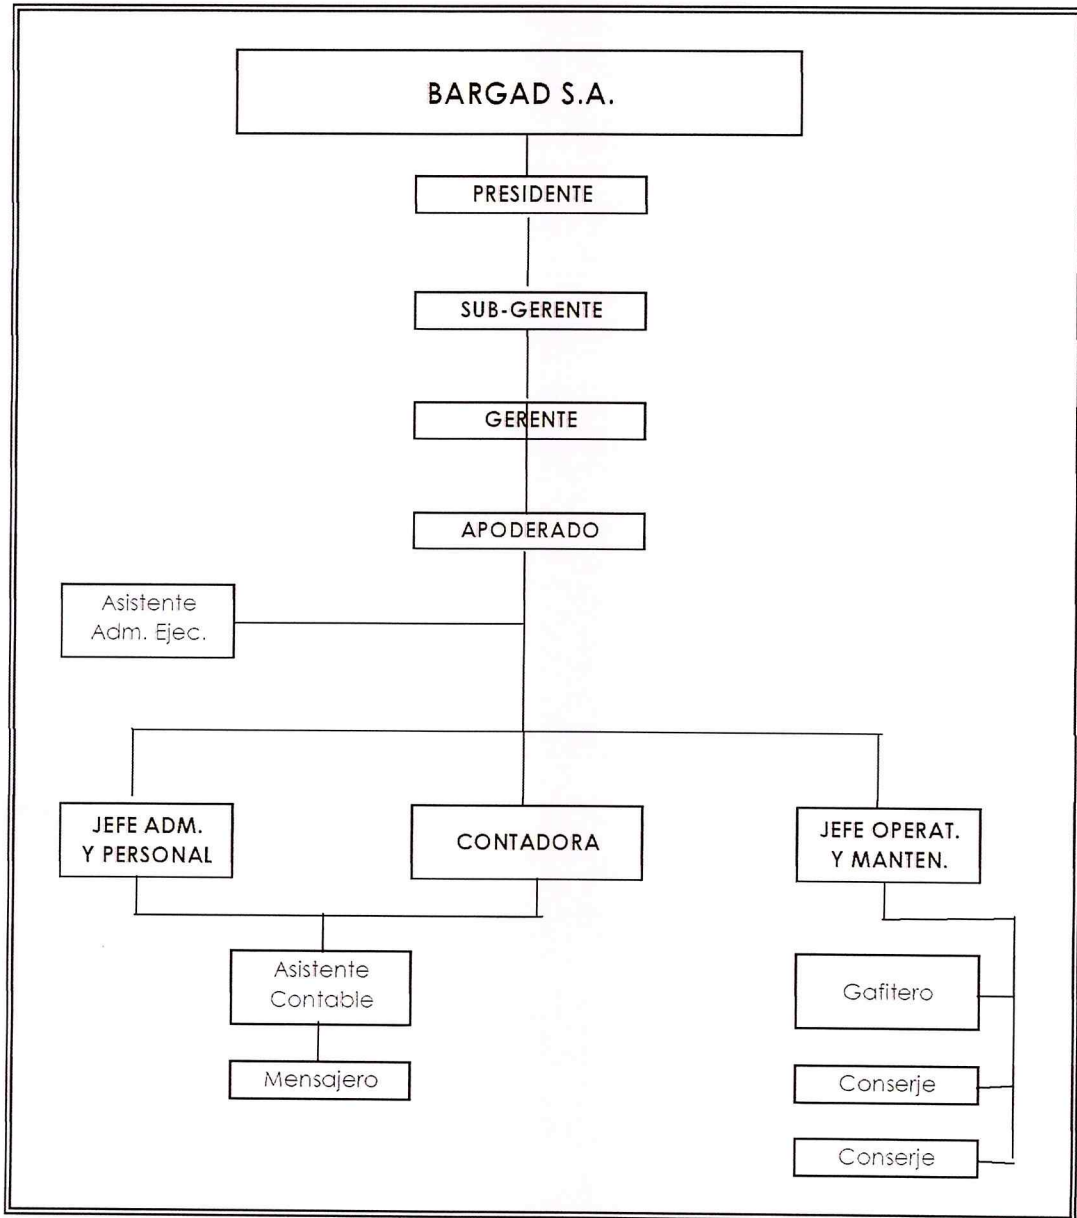 BARGAD S.A.
PRESIDENTE
SUB-GERENTE
GERENTE
APODERADO
Asistente
Adm. Ejec.
JEFE ADM.
Y PERSONAL
CONTADORA
JEFE OPERAT.
Y MANTEN.
Asistente
Contable
Mensajero
Gafitero
Conserje
Conserje